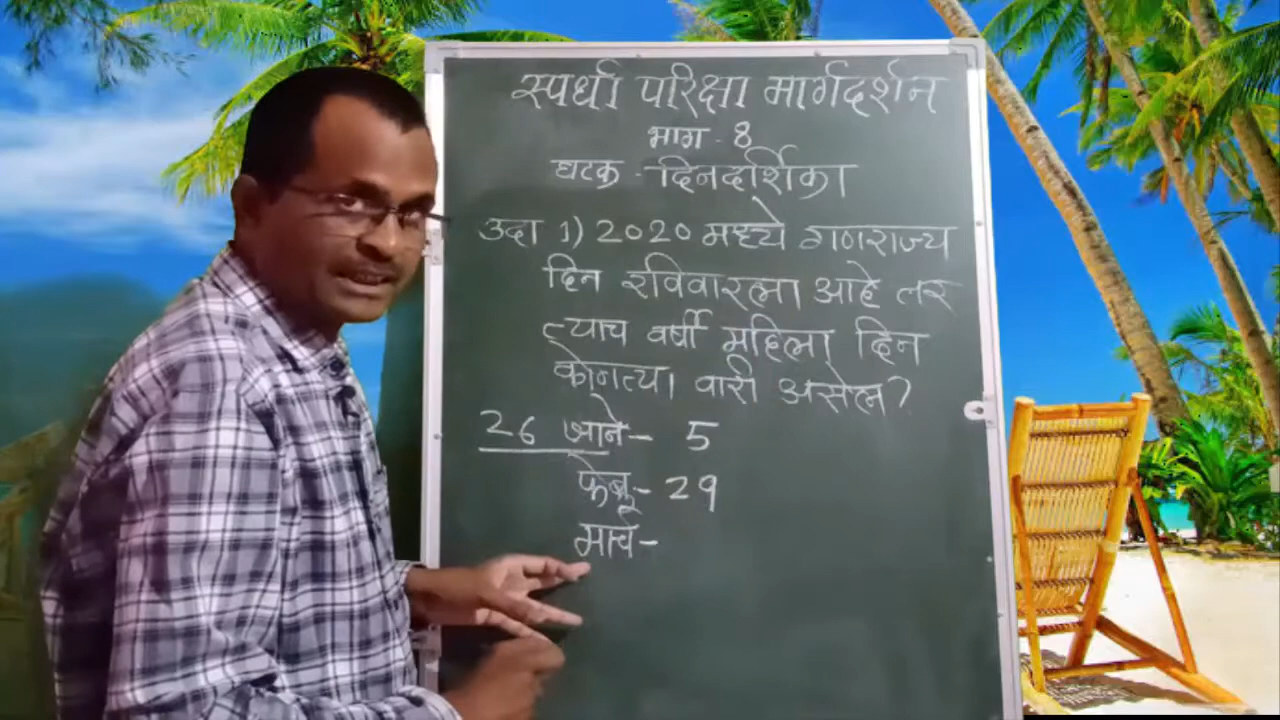 स्पर्धा परिक्षा मार्गदर्शन
भाग - 8
घटक - दिनदर्शिका
उदा 1) 2020 मध्ये गणराज्य
दिन रविवारला आहे तर
त्याच वर्षी महिला दिन
कोणत्या वारी असेल?
26 जाने - 5
फेब्रु - 29
मार्च -